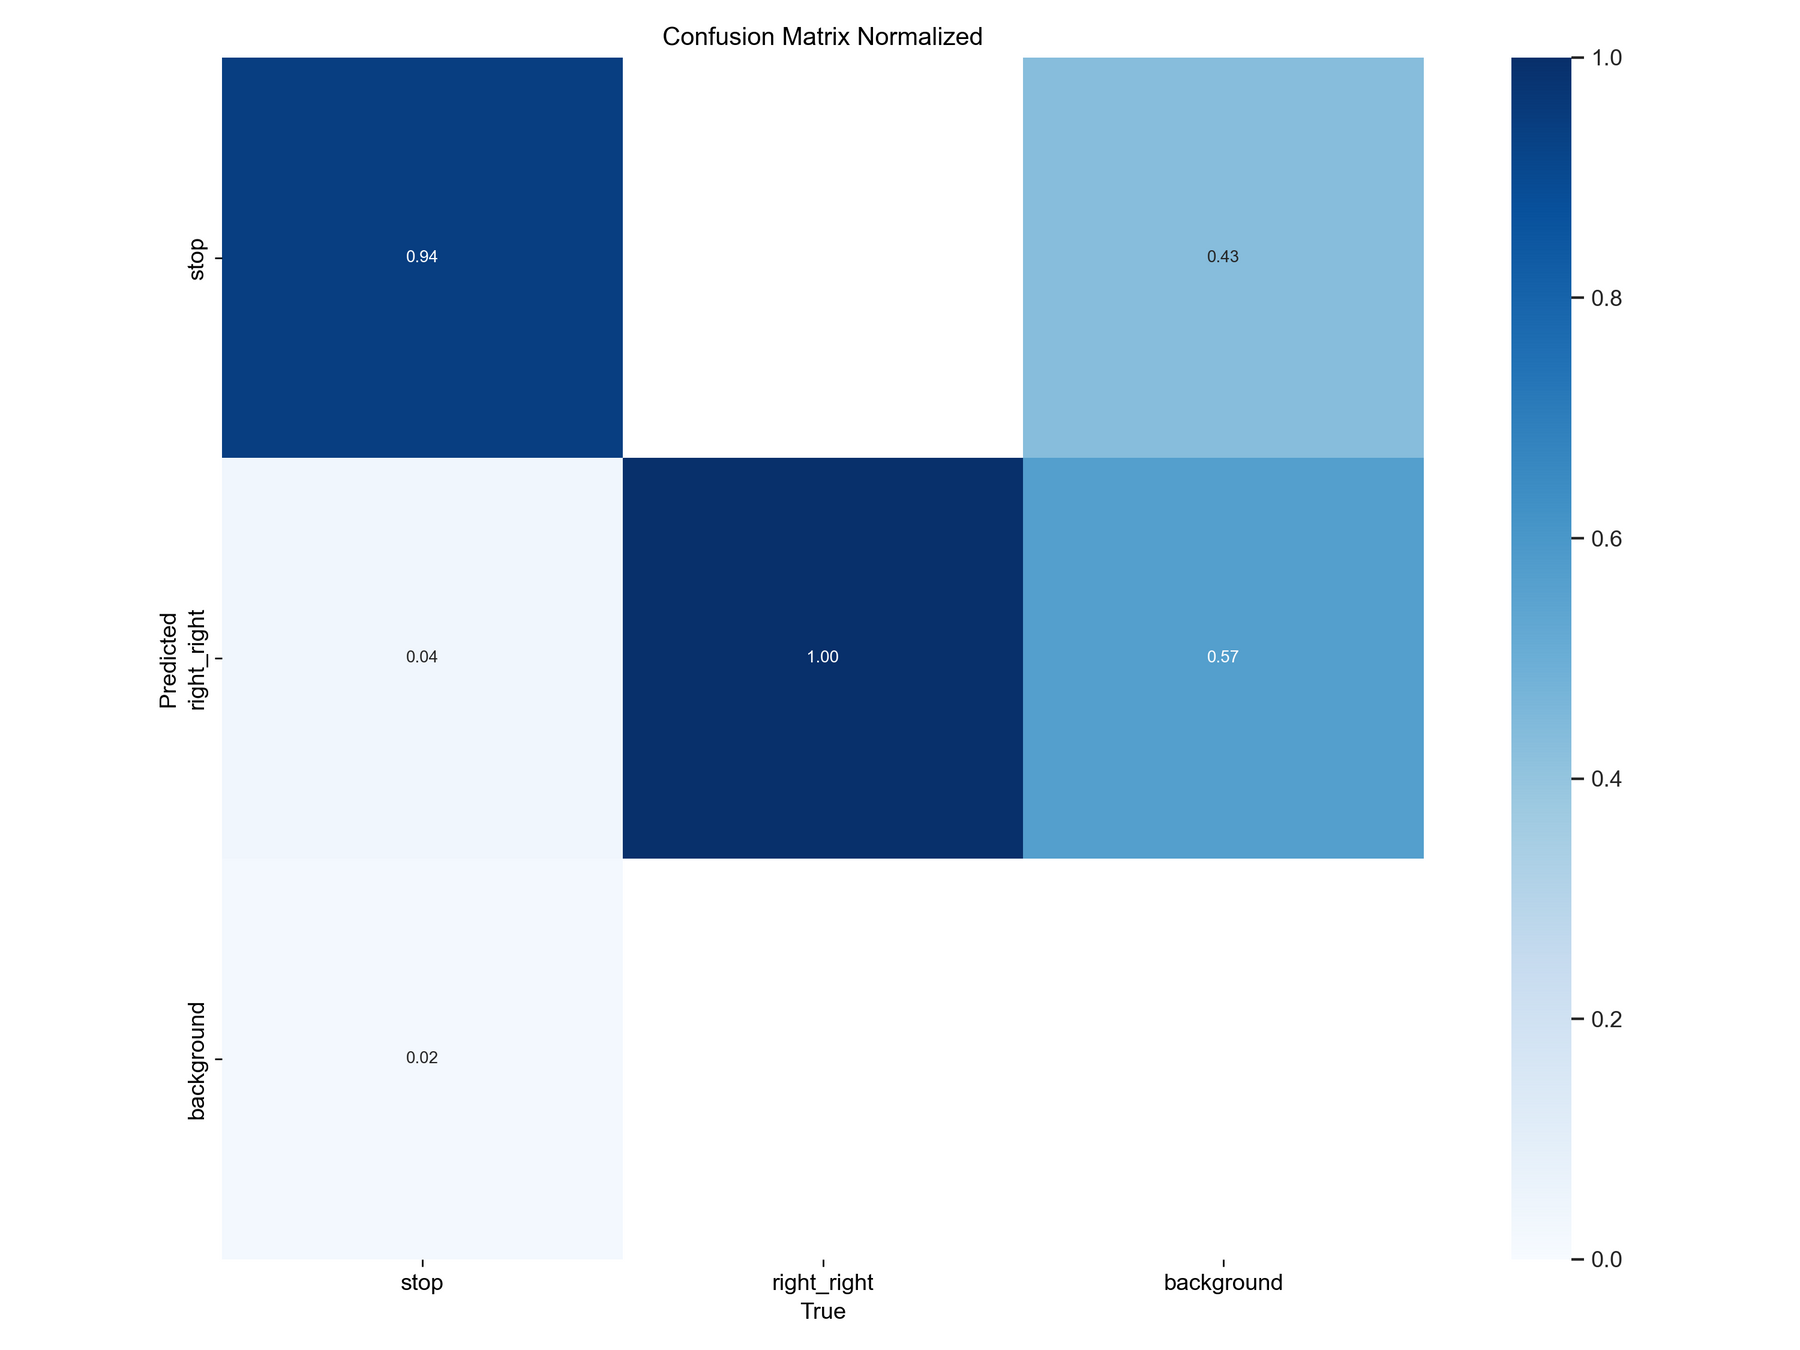 Confusion Matrix Normalized
stop
0.94
0.43
Predicted
right_right
0.04
1.00
0.57
background
0.02
stop
right_right
background
True
1.0
0.8
0.6
0.4
0.2
0.0